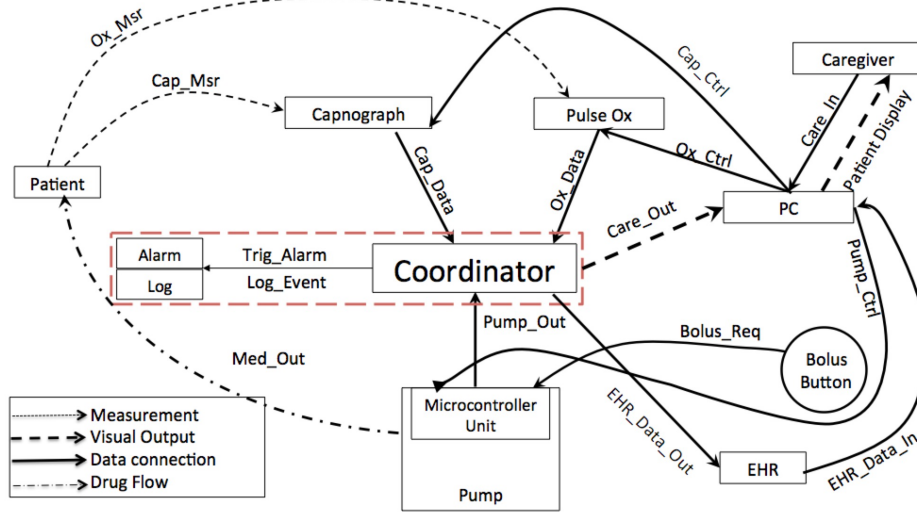 Ox_Msr
Cap_Msr
Cap_Ctrl
Caregiver
Capnograph
Pulse Ox
Care_In
Patient Display
Patient
Cap_Data
Ox_Data
Ox_Ctrl
PC
Care_Out
Alarm
Log
Trig_Alarm
Log_Event
Coordinator
Pump_Ctrl
Pump_Out
Bolus_Req
Bolus
Button
Med_Out
Microcontroller
Unit
Pump
EHR_Data_Out
EHR
EHR_Data_In
Measurement
Visual Output
Data connection
Drug Flow